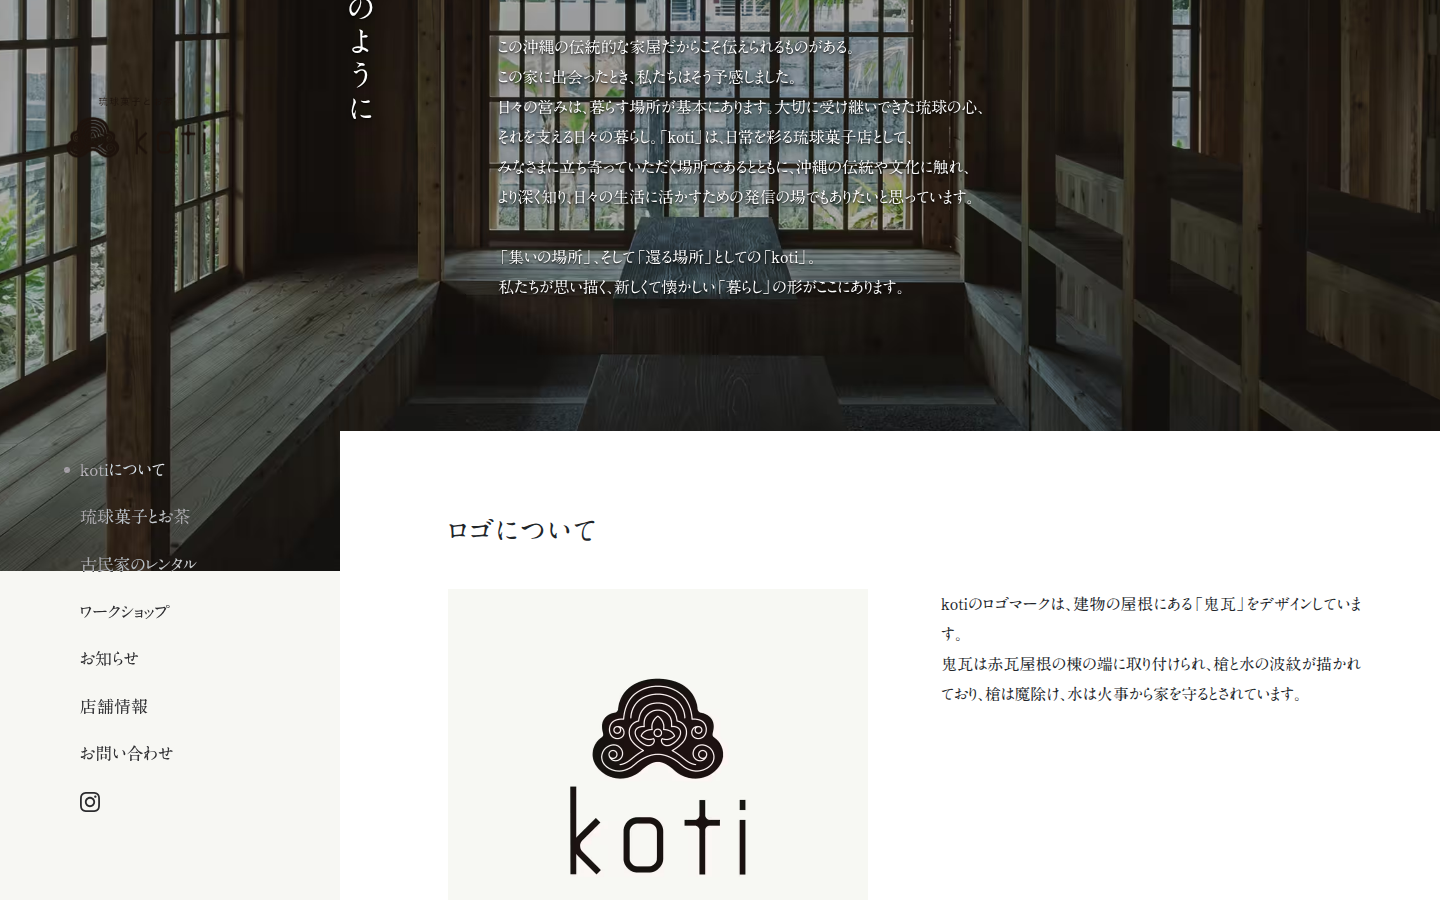 のように
この沖縄の伝統的な家屋だからこそ伝えられるものがある。
この家に出会ったとき、私たちはそう予感しました。
日々の営みは、暮らす場所が基本にあります。大切に受け継いできた琉球の心、
それを支える日々の暮らし。「koti」は、日常を彩る琉球菓子店として、
みなさまに立ち寄っていただく場所であるとともに、沖縄の伝統や文化に触れ、
より深く知り、日々の生活に活かすための発信の場でもありたいと思っています。
「集いの場所」、そして「還る場所」としての「koti」。
私たちが思い描く、新しくて懐かしい「暮らし」の形がここにあります。
koti
kotiについて
琉球菓子とお茶
古民家のレンタル
ワークショップ
お知らせ
店舗情報
お問い合わせ
ロゴについて
koti
kotiのロゴマークは、建物の屋根にある「鬼瓦」をデザインしていま
す。
鬼瓦は赤瓦屋根の棟の端に取り付けられ、槍と水の波紋が描かれ
ており、槍は魔除け、水は火事から家を守るとされています。